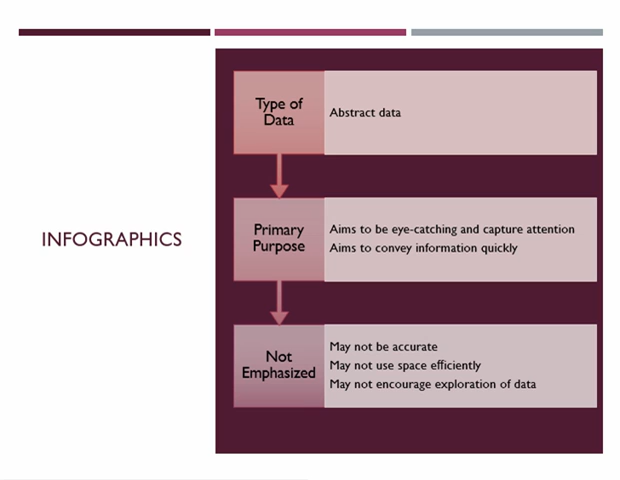 INFOGRAPHICS
Type of
Data
Abstract data
Primary
Purpose
Aims to be eye-catching and capture attention
Aims to convey information quickly
Not
Emphasized
May not be accurate
May not use space efficiently
May not encourage exploration of data